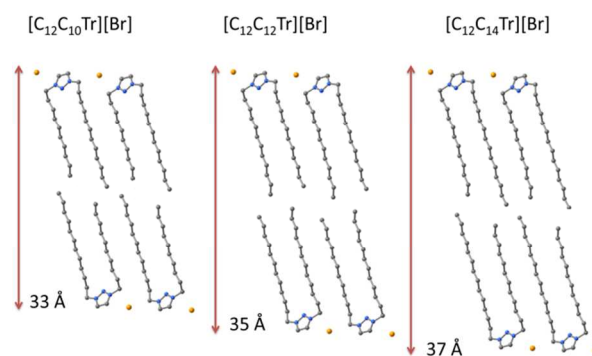 [C₁₂C₁₀Tr][Br] [C₁₂C₁₂Tr][Br] [C₁₂C₁₄Tr][Br]
33 Å
35 Å
37 Å